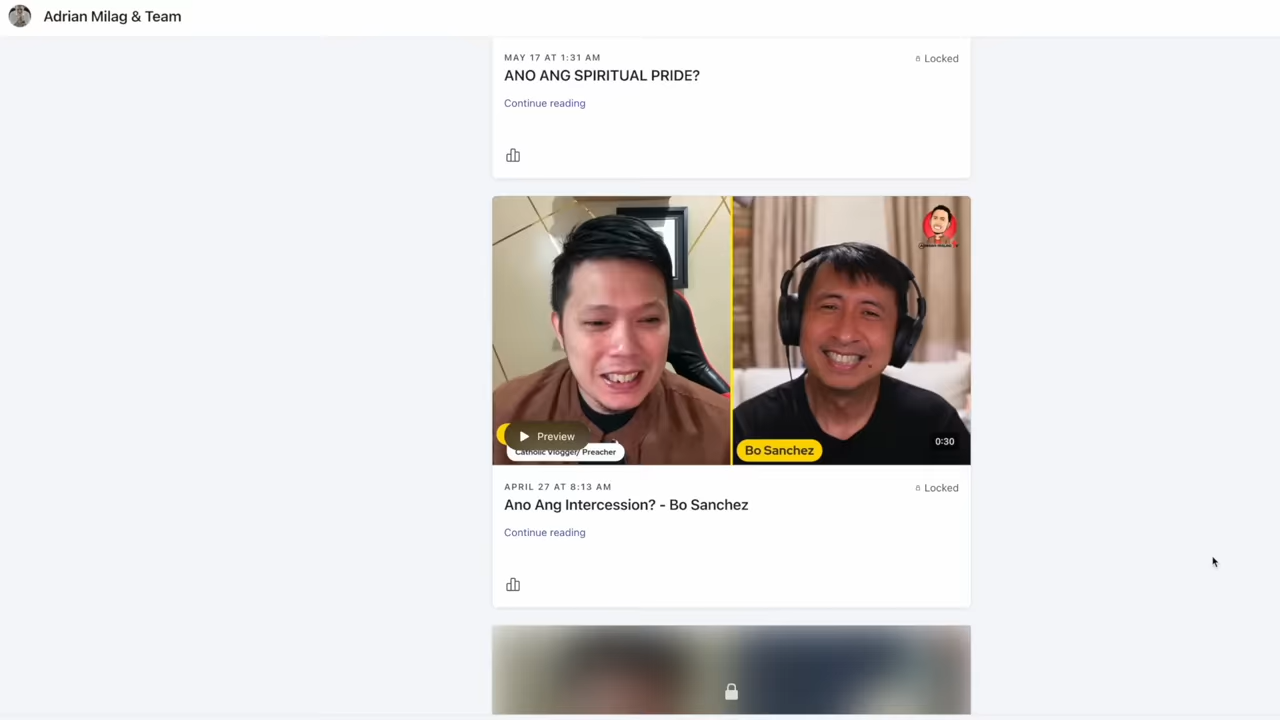 Adrian Milag & Team
MAY 17 AT 1:31 AM
Locked
ANO ANG SPIRITUAL PRIDE?
Continue reading
Preview
Catholic Vlogger/ Preacher
Bo Sanchez
0:30
APRIL 27 AT 8:13 AM
Locked
Ano Ang Intercession? - Bo Sanchez
Continue reading